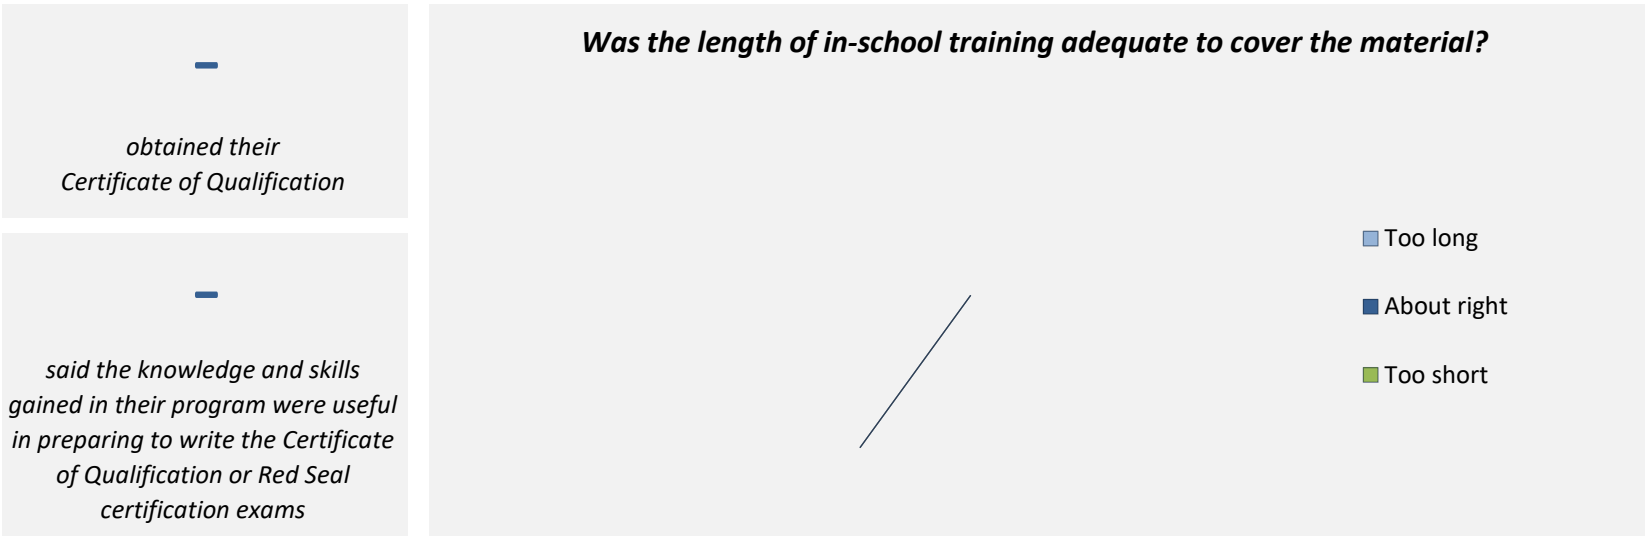 -
obtained their
Certificate of Qualification
-
said the knowledge and skills
gained in their program were useful
in preparing to write the Certificate
of Qualification or Red Seal
certification exams
Was the length of in-school training adequate to cover the material?
Too long
About right
Too short